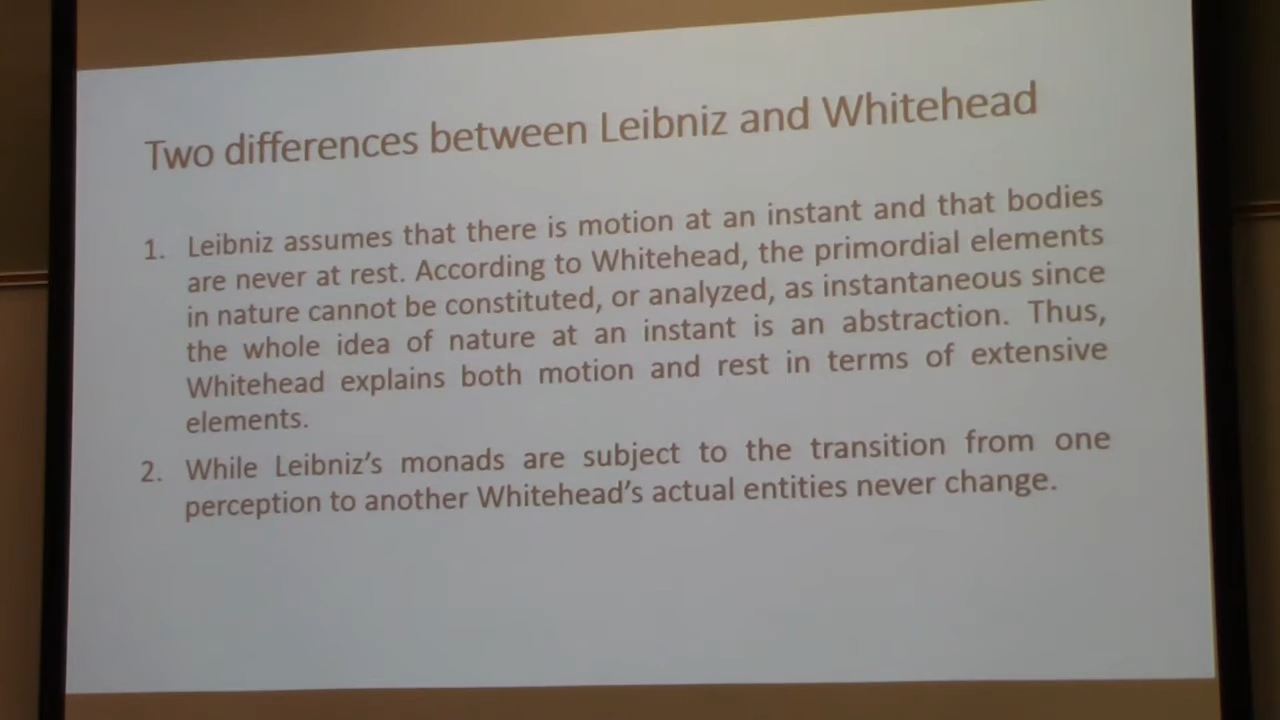 Two differences between Leibniz and Whitehead
1. Leibniz assumes that there is motion at an instant and that bodies
are never at rest. According to Whitehead, the primordial elements
in nature cannot be constituted, or analyzed, as instantaneous since
the whole idea of nature at an instant is an abstraction. Thus,
Whitehead explains both motion and rest in terms of extensive
elements.
2. While Leibniz’s monads are subject to the transition from one
perception to another Whitehead’s actual entities never change.